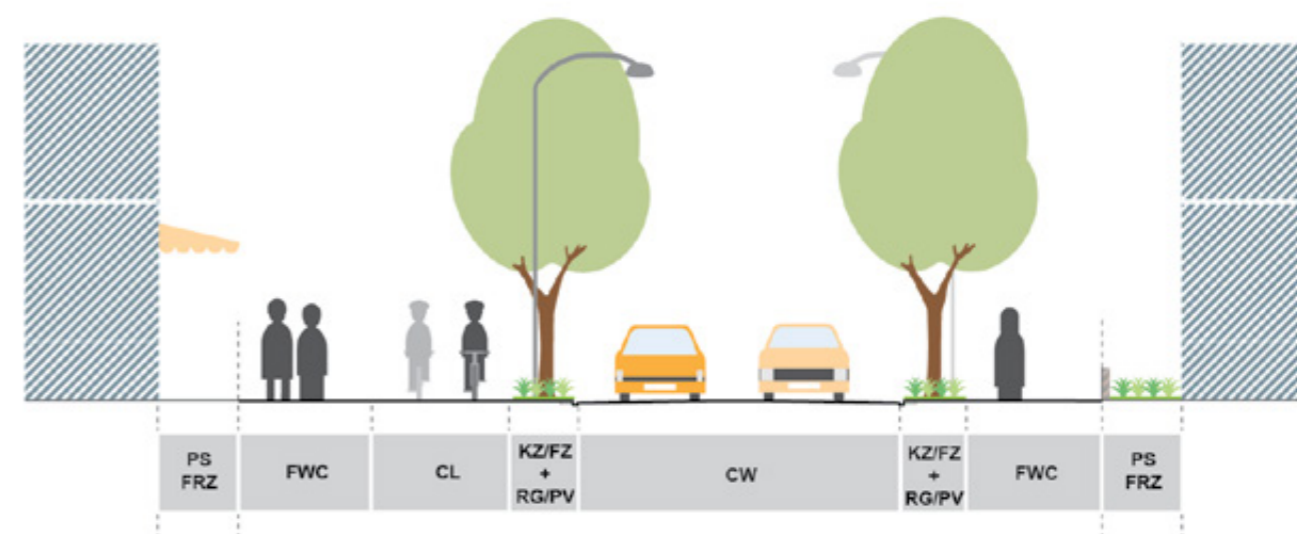 PS
FRZ
FWC
CL
KZ/FZ
+
RG/PV
CW
KZ/FZ
+
RG/PV
FWC
PS
FRZ